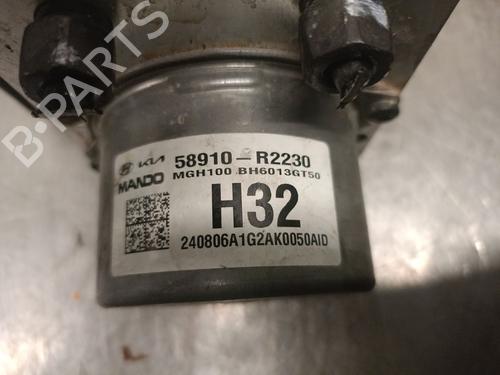 B-PARTS
KIA
58910-R2230
MANDO
MGH100 BH6013GT50
H32
240806A1G2AK0050AID